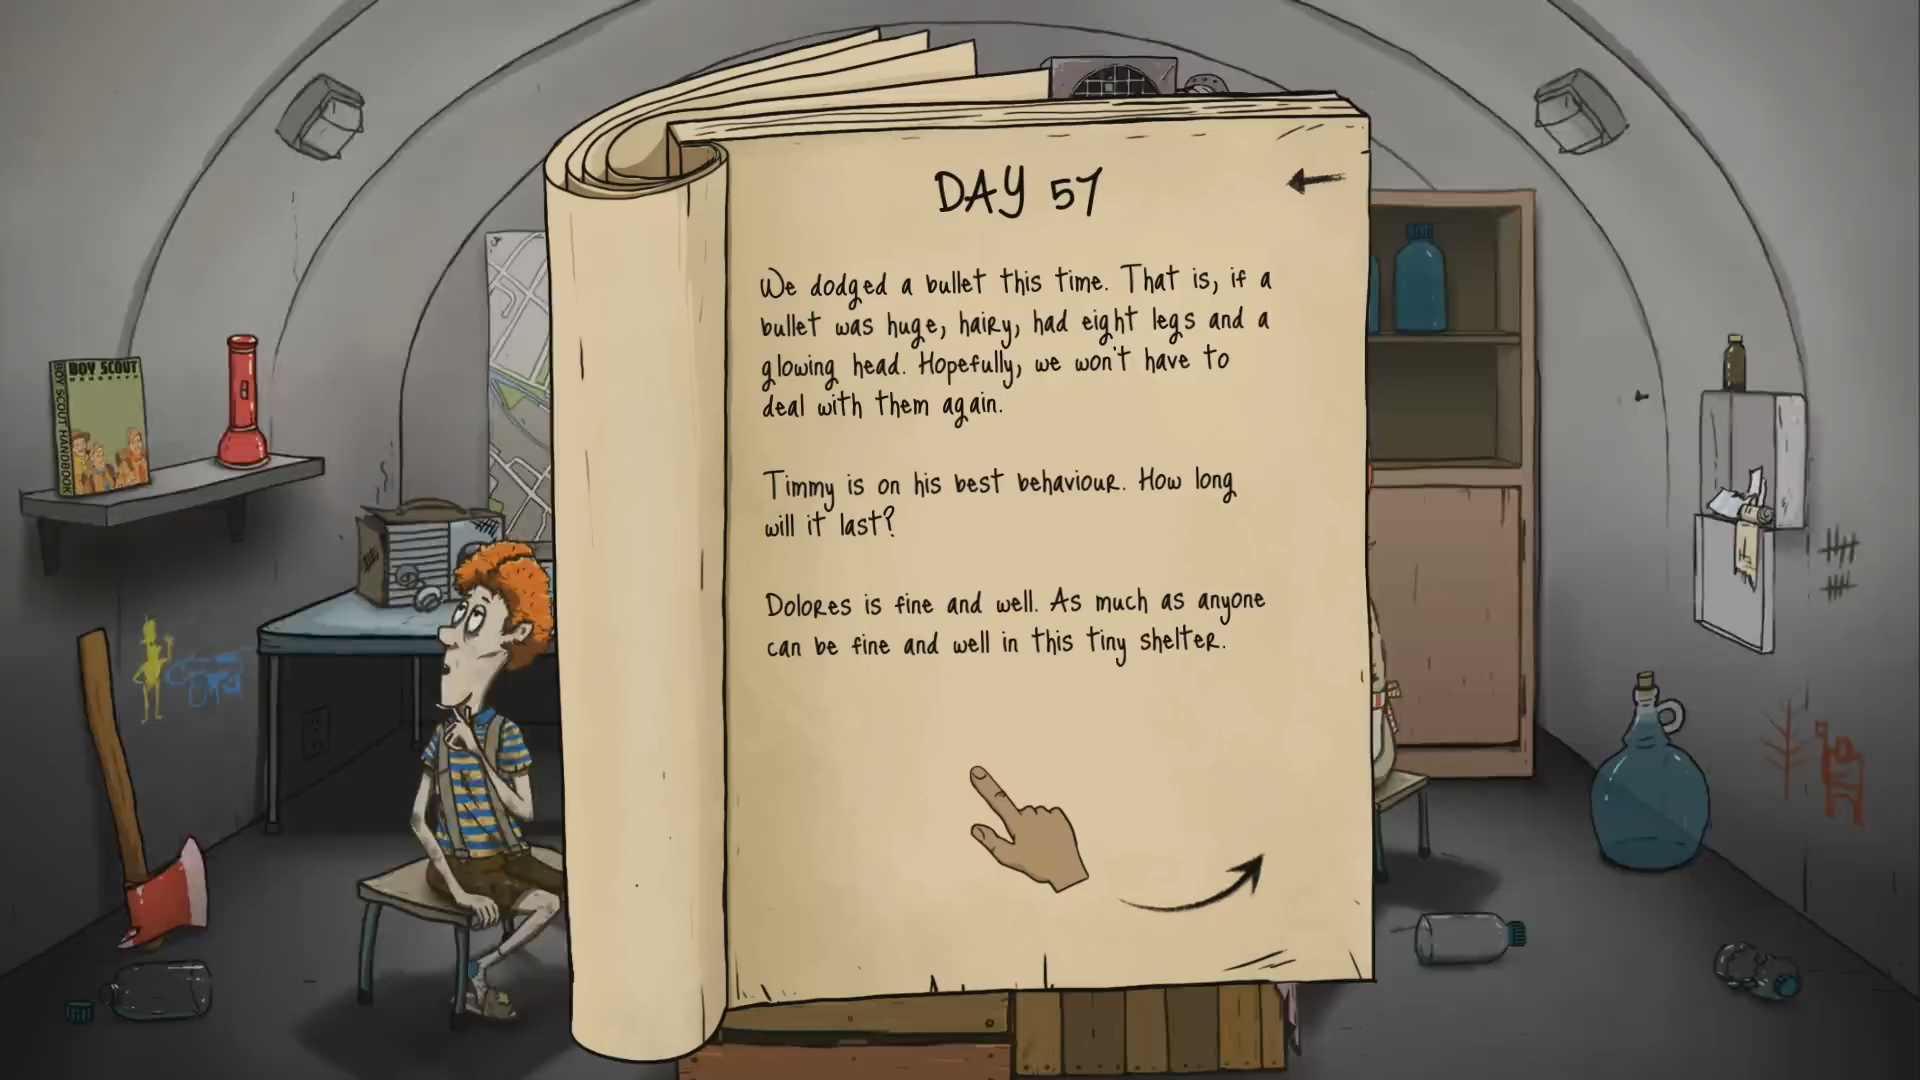 DAY 57
We dodged a bullet this time. That is, if a
bullet was huge, hairy, had eight legs and a
glowing head. Hopefully, we won't have to
deal with them again.
Timmy is on his best behaviour. How long
will it last?
Dolores is fine and well. As much as anyone
can be fine and well in this tiny shelter.
BOY SCOUT
BOY SCOUT HANDBOOK